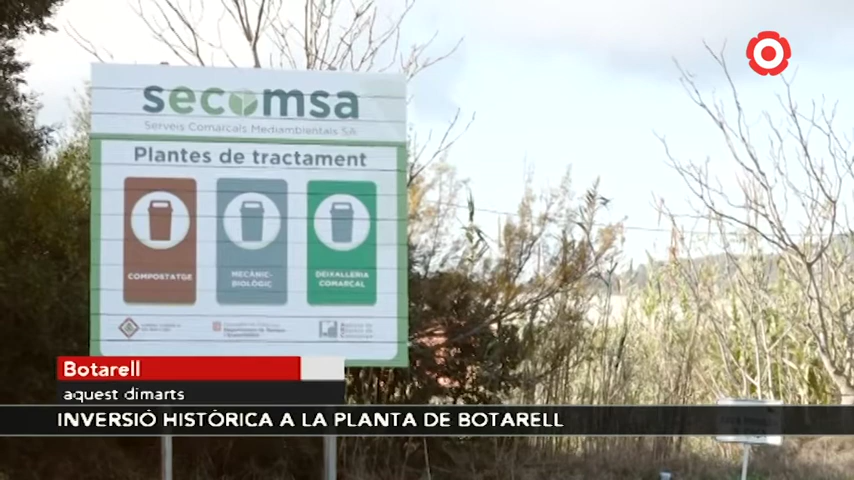 secomsa
Serveis Comarcals Mediambientals SA
Plantes de tractament
COMPOSTATGE
MECÀNIC-
BIOLÒGIC
DEIXALLERIA
COMARCAL
Botarell
aquest dimarts
INVERSIÓ HISTÒRICA A LA PLANTA DE BOTARELL